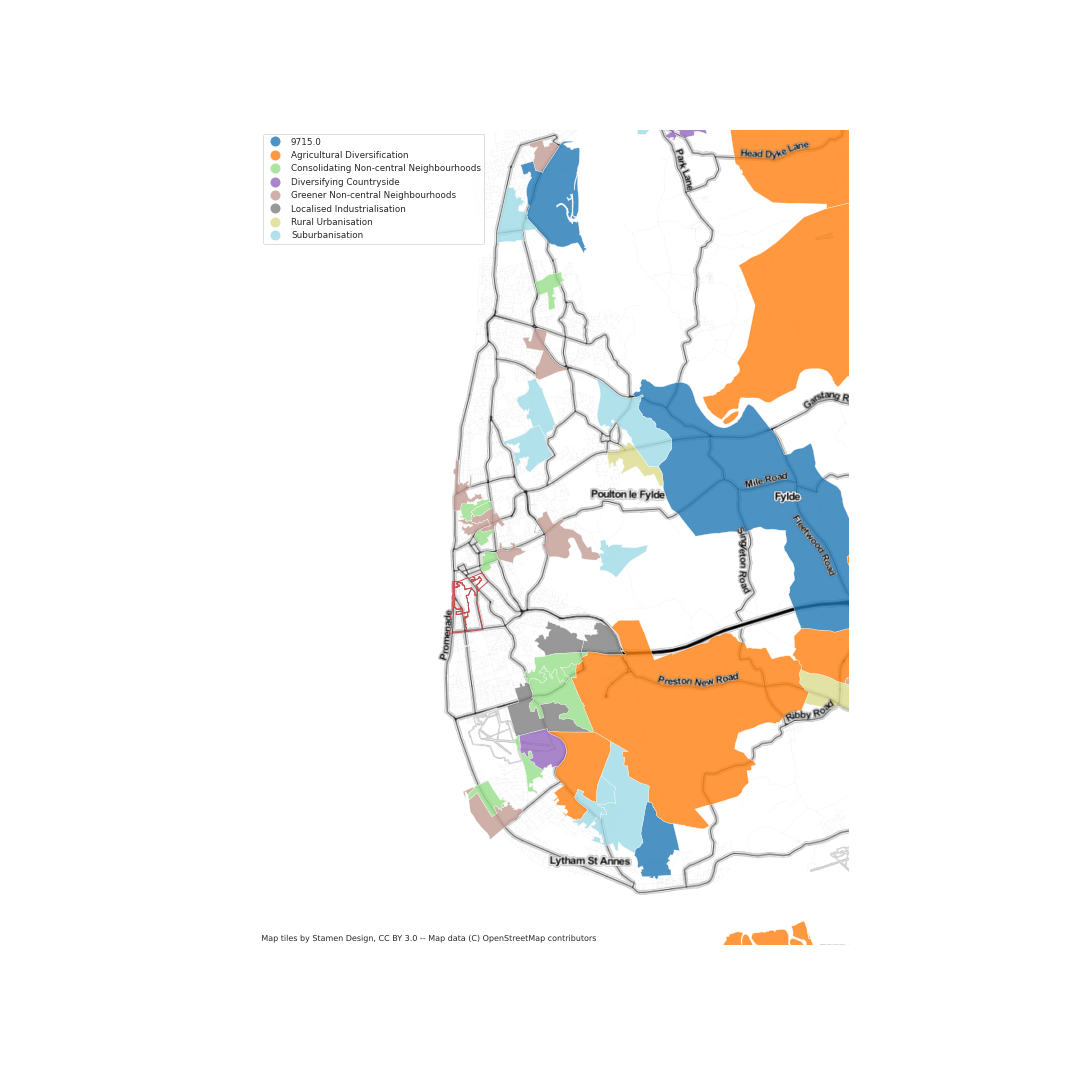 9715.0
Agricultural Diversification
Consolidating Non-central Neighbourhoods
Diversifying Countryside
Greener Non-central Neighbourhoods
Localised Industrialisation
Rural Urbanisation
Suburbanisation
Head Dyke Lane
Park Lane
Garstang R
Mile Road
Poulton le Fylde
Fylde
Fleetwood Road
Singleton Road
Promenade
Preston New Road
Ribby Road
Lytham St Annes
Map tiles by Stamen Design, CC BY 3.0 -- Map data (C) OpenStreetMap contributors